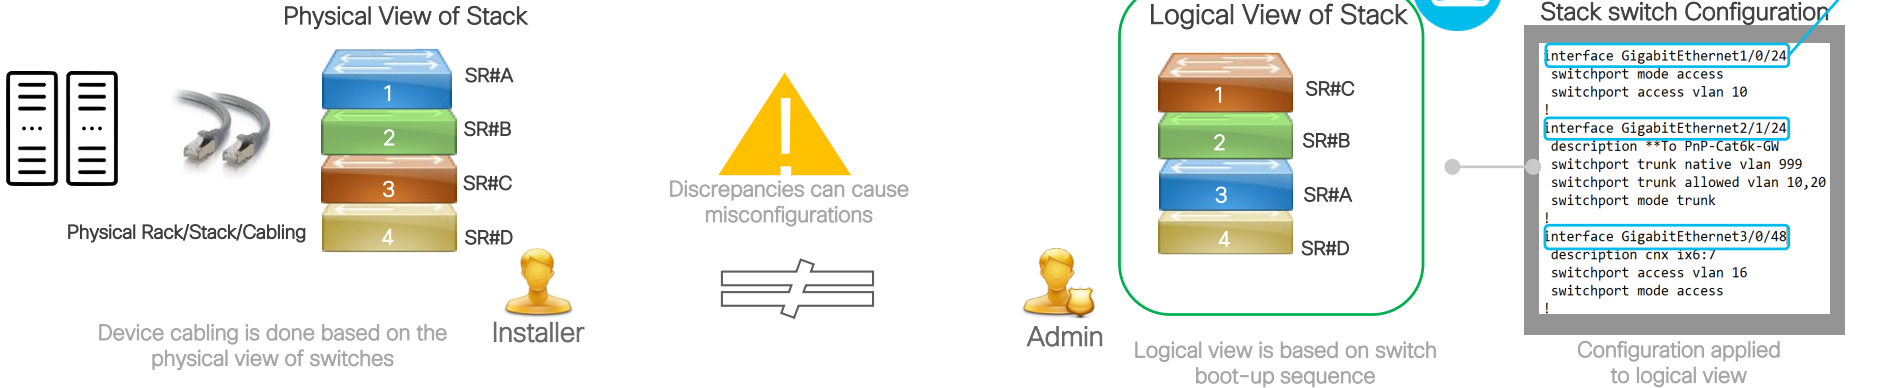 Physical View of Stack
1
SR#A
2
SR#B
3
SR#C
4
SR#D
Physical Rack/Stack/Cabling
Installer
Device cabling is done based on the
physical view of switches
!
Discrepancies can cause
misconfigurations
Logical View of Stack
1
SR#C
2
SR#B
3
SR#A
4
SR#D
Admin
Logical view is based on switch
boot-up sequence
Stack switch Configuration
interface GigabitEthernet1/0/24
switchport mode access
switchport access vlan 10
!
interface GigabitEthernet2/1/24
description **To PnP-Cat6k-GW
switchport trunk native vlan 999
switchport trunk allowed vlan 10,20
switchport mode trunk
!
interface GigabitEthernet3/0/48
description cnx ix6:7
switchport access vlan 16
switchport mode access
!
Configuration applied
to logical view